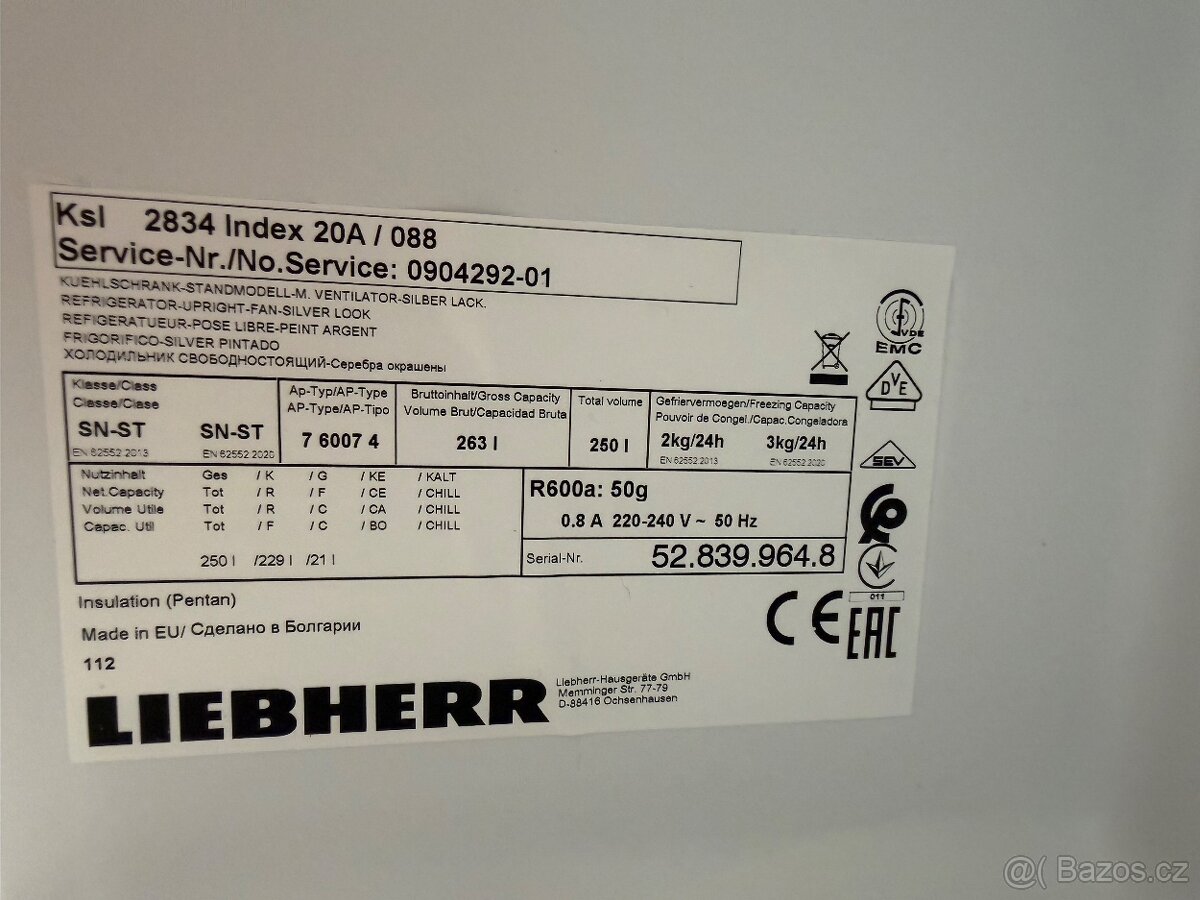 Ksl 2834 Index 20A / 088
Service-Nr./No.Service: 0904292-01
KUEHLSCHRANK-STANDMODELL-M. VENTILATOR-SILBER LACK.
REFRIGERATOR-UPRIGHT-FAN-SILVER LOOK
REFIGERATUEUR-POSE LIBRE-PEINT ARGENT
FRIGORIFICO-SILVER PINTADO
ХОЛОДИЛЬНИК СВОБОДНОСТОЯЩИЙ-Серебра окрашены
VDE
EMC
DVE
SEV
Klasse/Class
Classe/Clase
SN-ST SN-ST
EN 62552 2013 EN 62552 2020
Ap-Typ/AP-Type
AP-Type/AP-Tipo
7 6007 4
Bruttoinhalt/Gross Capacity
Volume Brut/Capacidad Bruta
263 l
Total volume
250 l
Gefriervermoegen/Freezing Capacity
Pouvoir de Congel./Capac.Congeladora
2kg/24h 3kg/24h
EN 62552 2013 EN 62552 2020
Nutzinhalt Ges / K / G / KE / KALT
Net.Capacity Tot / R / F / CE / CHILL
Volume Utile Tot / R / C / CA / CHILL
Capac. Util Tot / F / C / BO / CHILL
250 l /229 l /21 l
R600a: 50g
0.8 A 220-240 V ~ 50 Hz
Serial-Nr. 52.839.964.8
011
Insulation (Pentan)
Made in EU/ Сделано в Болгарии
112
CE EAC
LIEBHERR
Liebherr-Hausgeräte GmbH
Memminger Str. 77-79
D-88416 Ochsenhausen
@( Bazos.cz